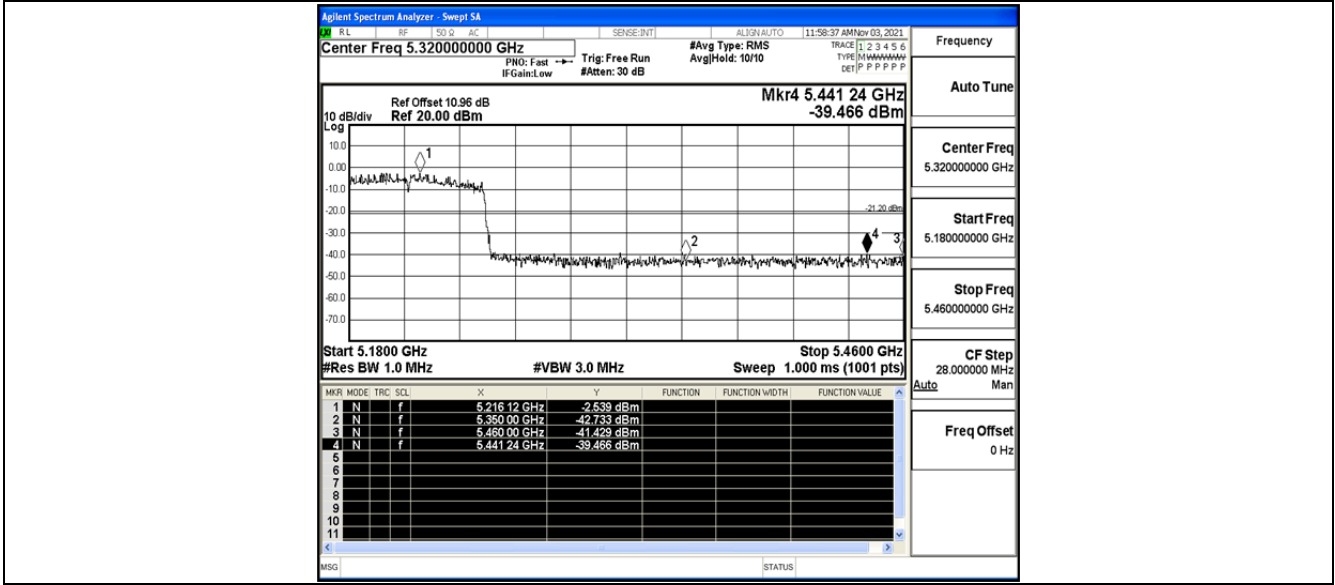 Agilent Spectrum Analyzer - Swept SA
RL RF 50 Ω AC SENSE:INT ALIGNAUTO 11:58:37 AMNov 03, 2021
Center Freq 5.320000000 GHz
PNO: Fast
IFGain:Low
Trig: Free Run
#Atten: 30 dB
#Avg Type: RMS
Avg|Hold: 10/10
TRACE 1 2 3 4 5 6
TYPE MWWWWW
DET P P P P P P
Mkr4 5.441 24 GHz
-39.466 dBm
Ref Offset 10.96 dB
10 dB/div Ref 20.00 dBm
Log
10.0
0.00
-10.0
-20.0
-30.0
-40.0
-50.0
-60.0
-70.0
1
-21.20 dBm
2
4
3
Start 5.1800 GHz
Stop 5.4600 GHz
#Res BW 1.0 MHz
#VBW 3.0 MHz
Sweep 1.000 ms (1001 pts)
MKR MODE TRC SCL X Y FUNCTION FUNCTION WIDTH FUNCTION VALUE
1 N f 5.216 12 GHz -2.539 dBm
2 N f 5.350 00 GHz -42.733 dBm
3 N f 5.460 00 GHz -41.429 dBm
4 N f 5.441 24 GHz -39.466 dBm
5
6
7
8
9
10
11
MSG
STATUS
Frequency
Auto Tune
Center Freq
5.320000000 GHz
Start Freq
5.180000000 GHz
Stop Freq
5.460000000 GHz
CF Step
28.000000 MHz
Auto Man
Freq Offset
0 Hz